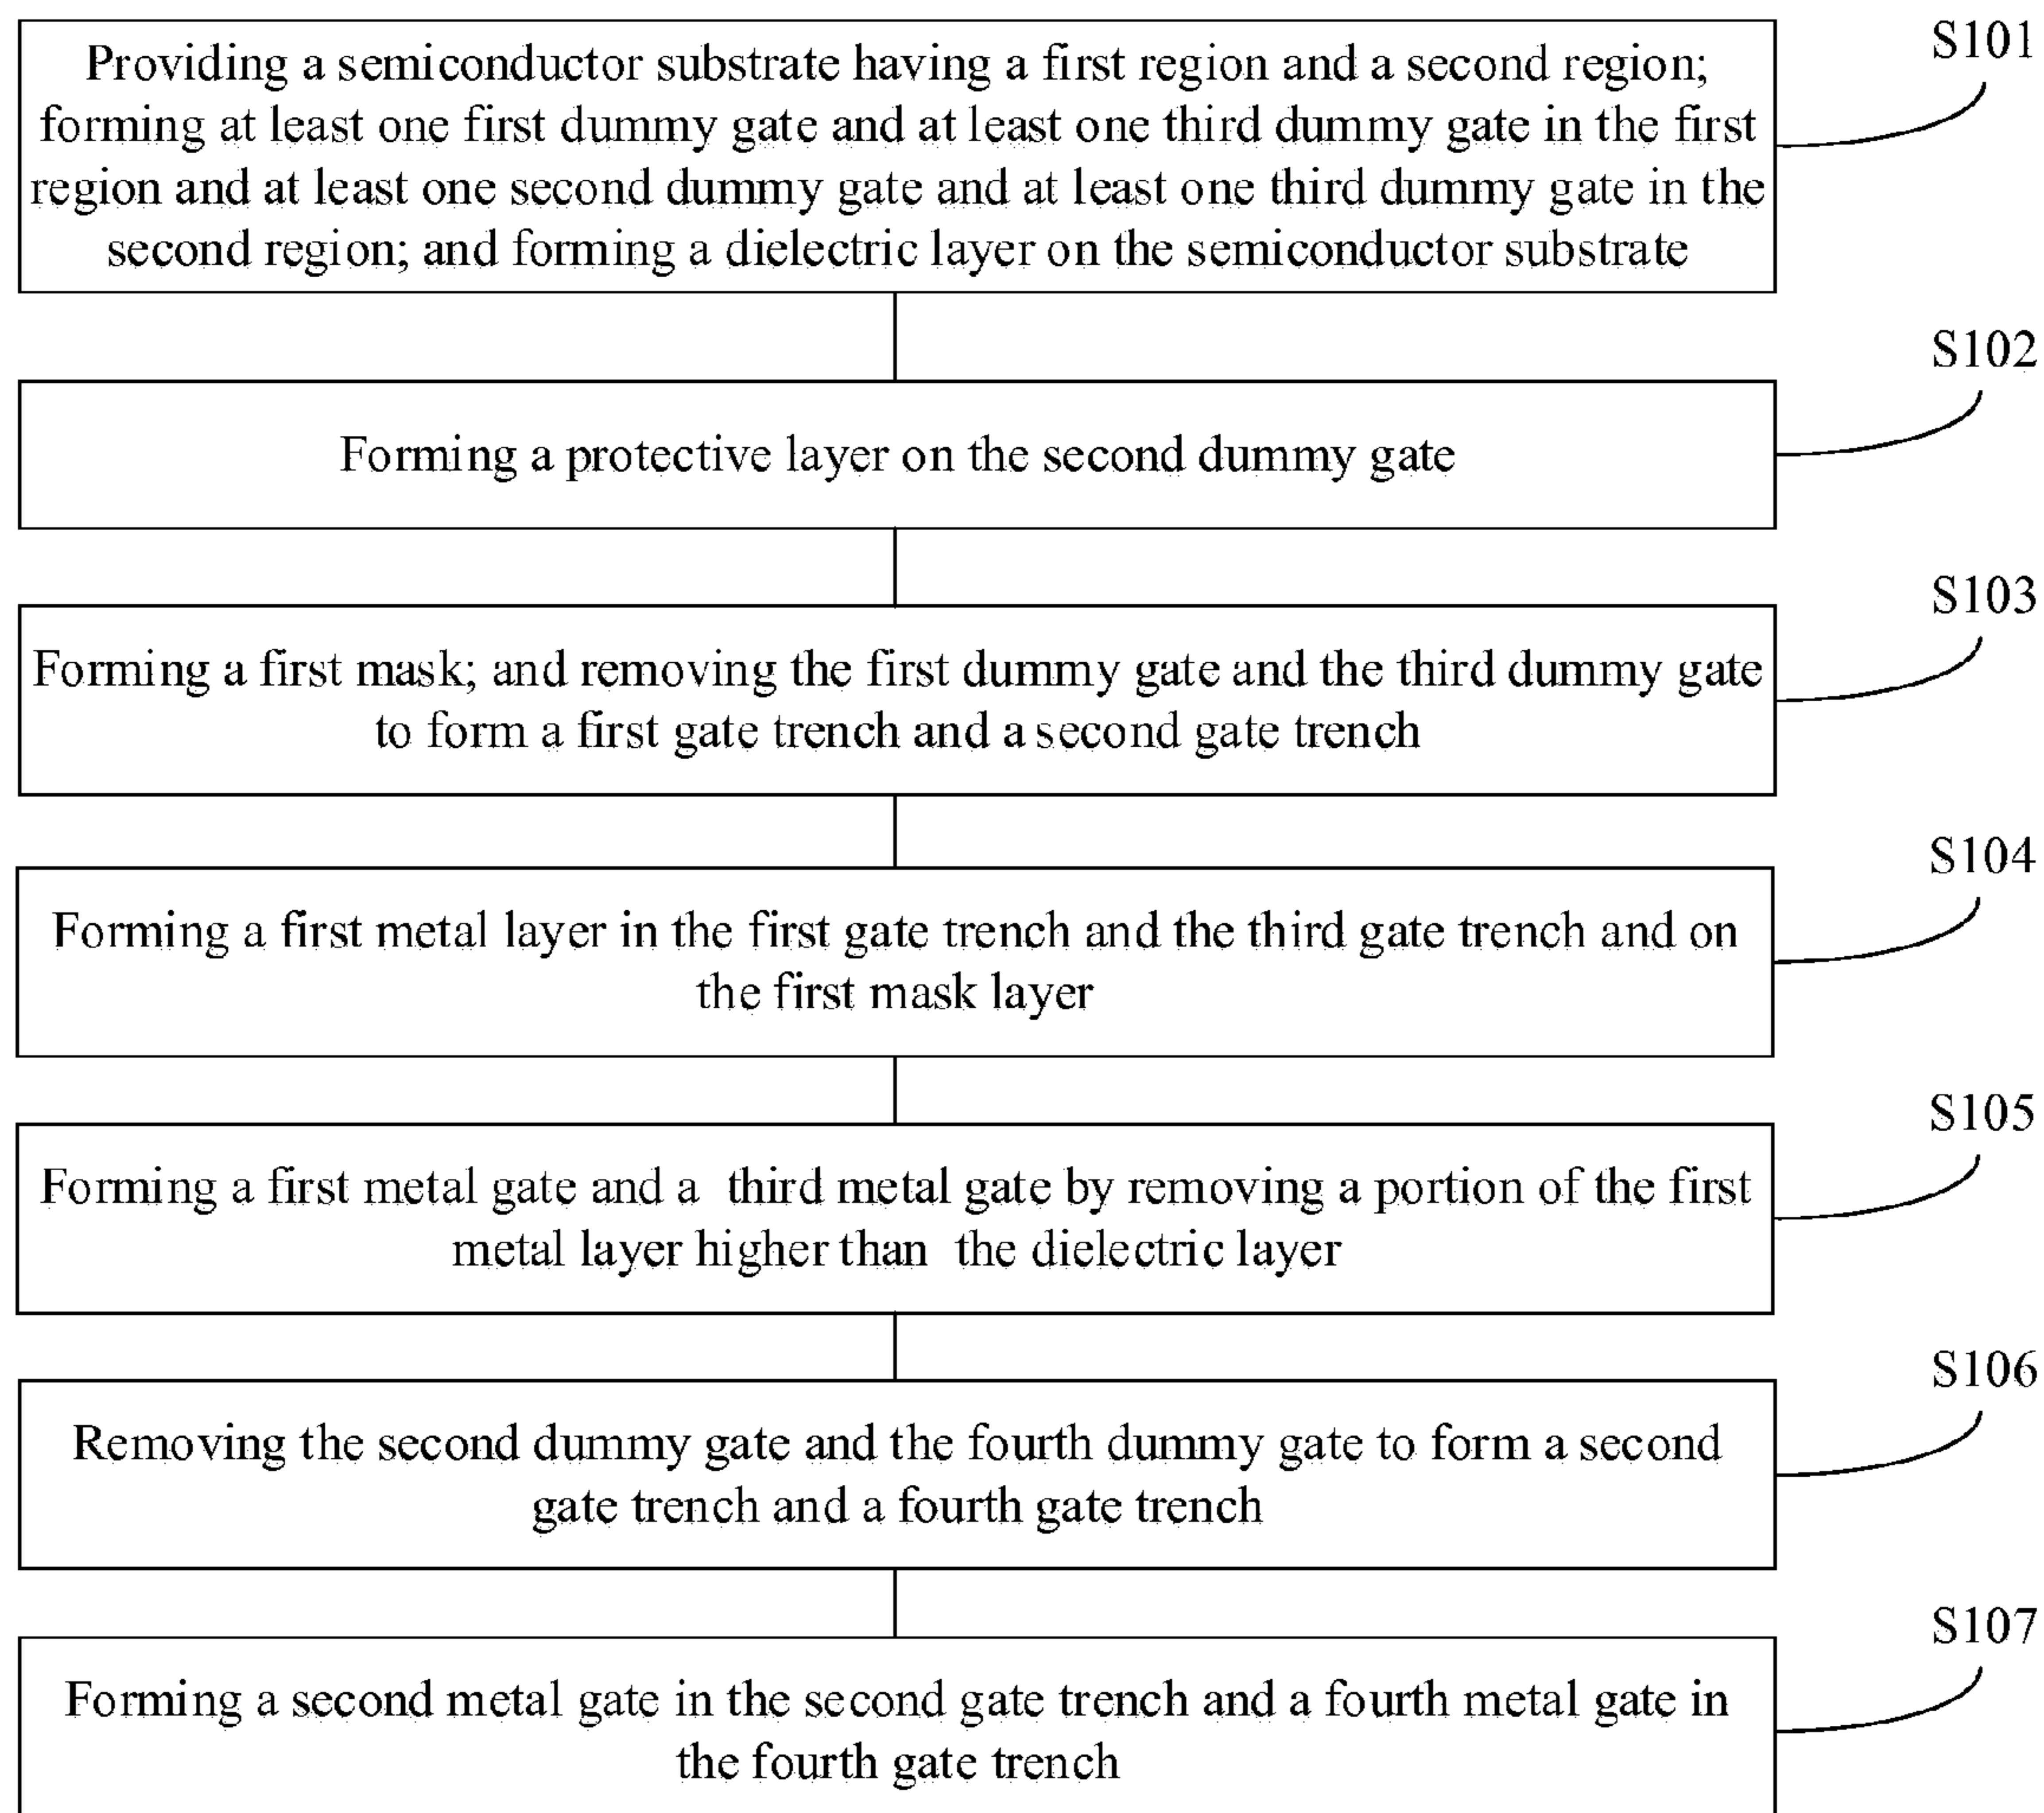 Providing a semiconductor substrate having a first region and a second region;
forming at least one first dummy gate and at least one third dummy gate in the first
region and at least one second dummy gate and at least one third dummy gate in the
second region; and forming a dielectric layer on the semiconductor substrate
S101
Forming a protective layer on the second dummy gate
S102
Forming a first mask; and removing the first dummy gate and the third dummy gate
to form a first gate trench and a second gate trench
S103
Forming a first metal layer in the first gate trench and the third gate trench and on
the first mask layer
S104
Forming a first metal gate and a third metal gate by removing a portion of the first
metal layer higher than the dielectric layer
S105
Removing the second dummy gate and the fourth dummy gate to form a second
gate trench and a fourth gate trench
S106
Forming a second metal gate in the second gate trench and a fourth metal gate in
the fourth gate trench
S107